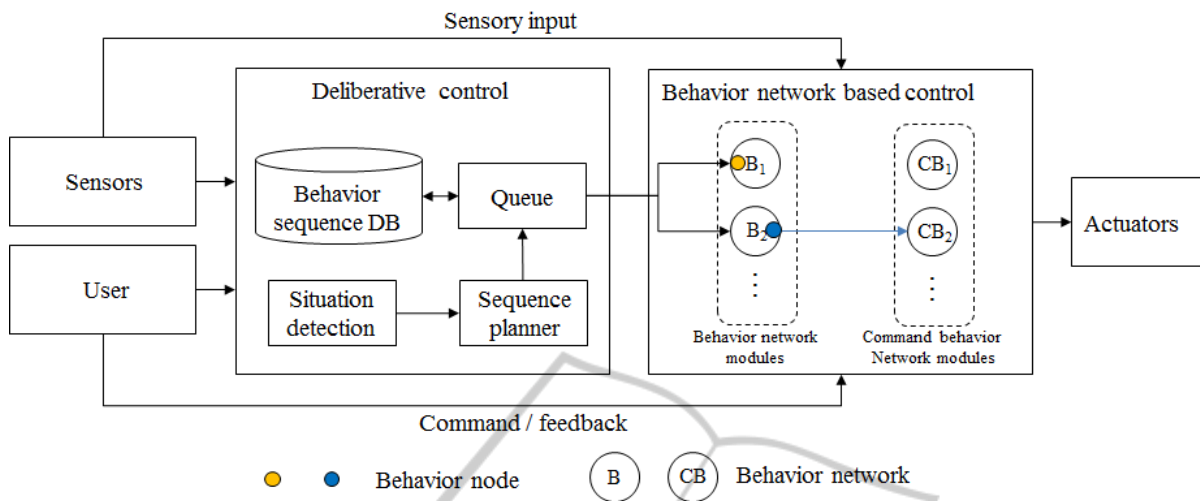 Sensory input
Deliberative control
Behavior network based control
Sensors
User
Behavior
sequence DB
Queue
Situation
detection
Sequence
planner
B1
B2
⋮
Behavior network
modules
CB1
CB2
⋮
Command behavior
Network modules
Actuators
Command / feedback
Behavior node
B
CB
Behavior network